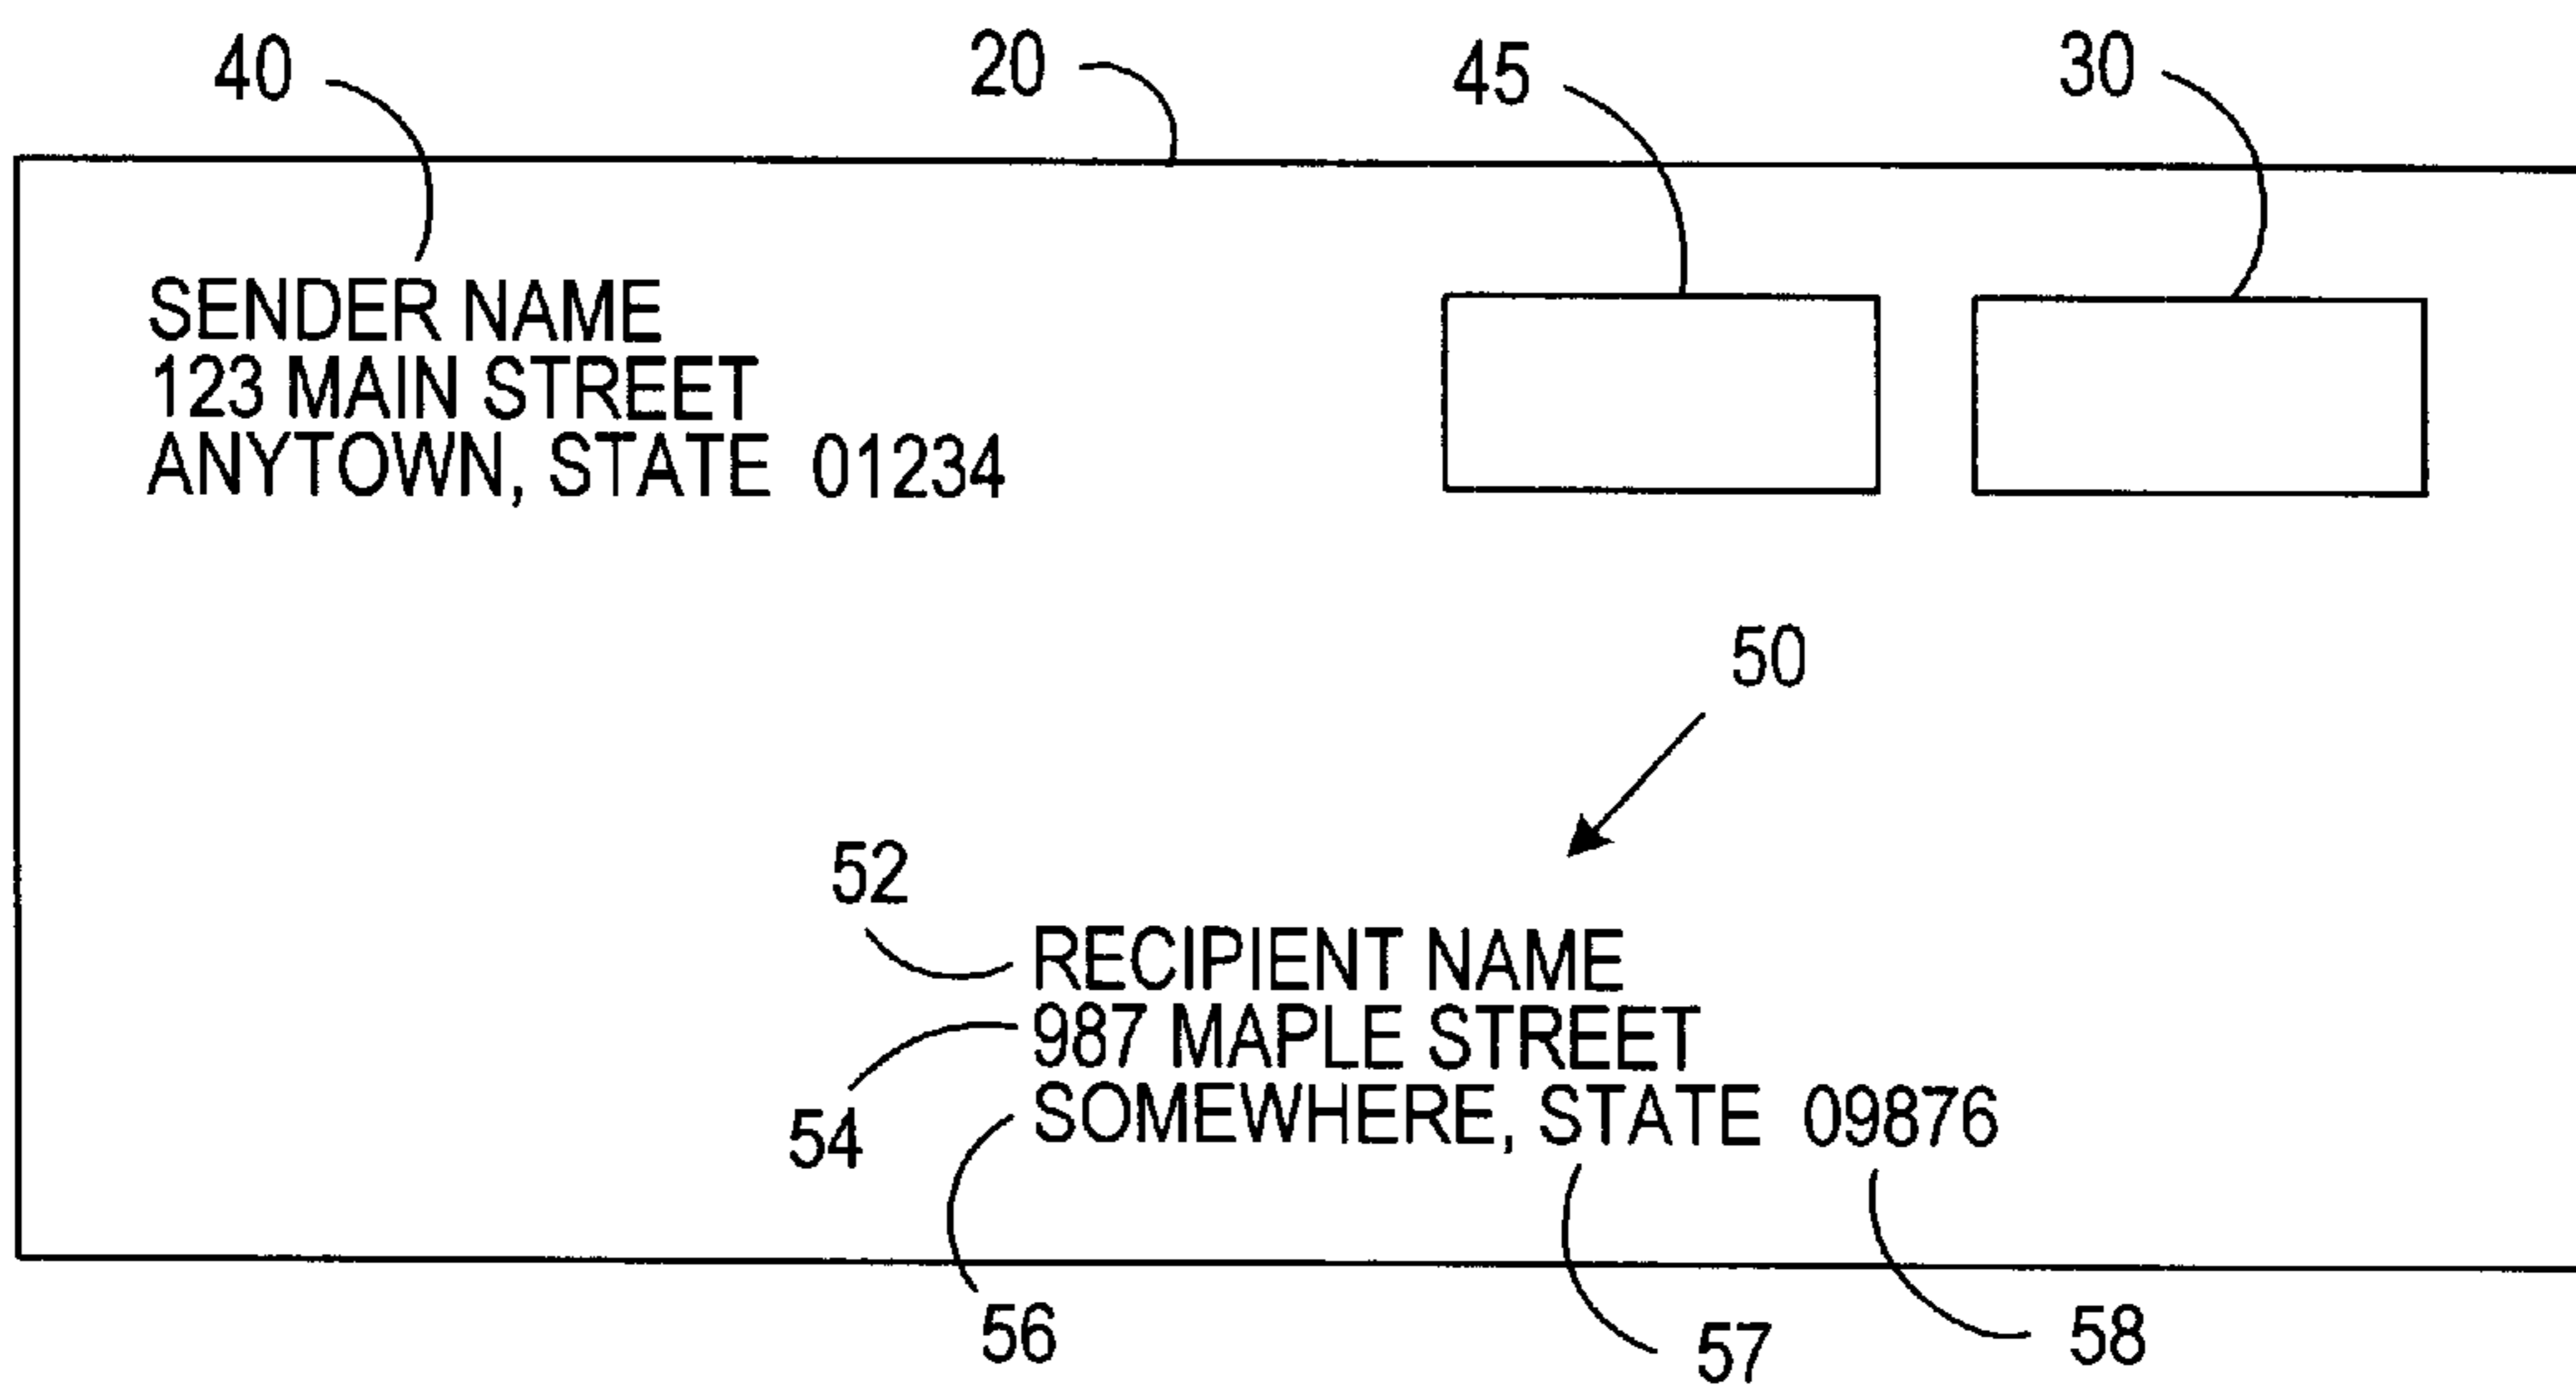 40 20 45 30
SENDER NAME
123 MAIN STREET
ANYTOWN, STATE 01234
50
52
RECIPIENT NAME
987 MAPLE STREET
54
SOMEWHERE, STATE 09876
56 57 58